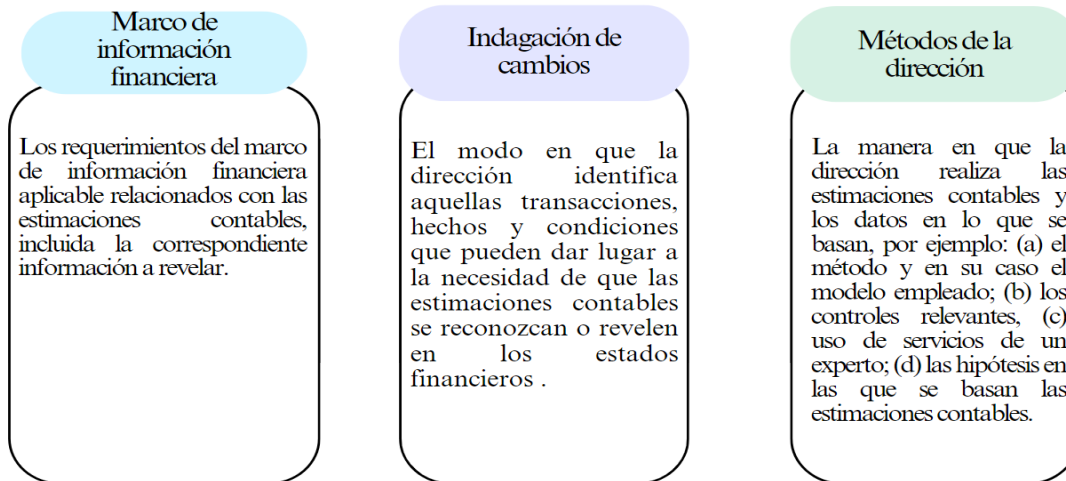 Marco de
información
financiera
Los requerimientos del marco
de información financiera
aplicable relacionados con las
estimaciones contables,
incluida la correspondiente
información a revelar.
Indagación de
cambios
El modo en que la
dirección identifica
aquellas transacciones,
hechos y condiciones
que pueden dar lugar a
la necesidad de que las
estimaciones contables
se reconozcan o revelen
en los estados
financieros .
Métodos de la
dirección
La manera en que la
dirección realiza las
estimaciones contables y
los datos en lo que se
basan, por ejemplo: (a) el
método y en su caso el
modelo empleado; (b) los
controles relevantes, (c)
uso de servicios de un
experto; (d) las hipótesis en
las que se basan las
estimaciones contables.